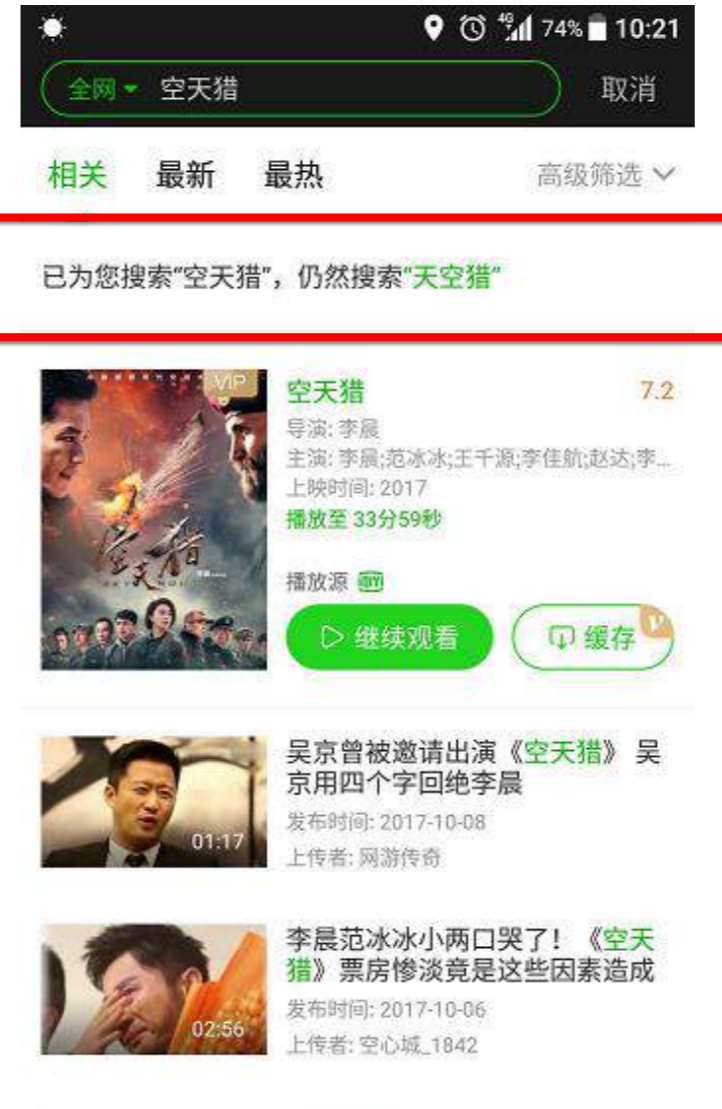 4G 74% 10:21
全网 空天猎 取消
相关 最新 最热 高级筛选
已为您搜索“空天猎”，仍然搜索“天空猎”
VIP
空天猎 7.2
导演: 李晨
主演: 李晨;范冰冰;王千源;李佳航;赵达;李...
上映时间: 2017
播放至 33分59秒
空天猎
播放源
继续观看 缓存
吴京曾被邀请出演《空天猎》 吴
京用四个字回绝李晨
01:17
发布时间: 2017-10-08
上传者: 网游传奇
李晨范冰冰小两口哭了！《空天
猎》票房惨淡竟是这些因素造成
02:56
发布时间: 2017-10-06
上传者: 空心城_1842